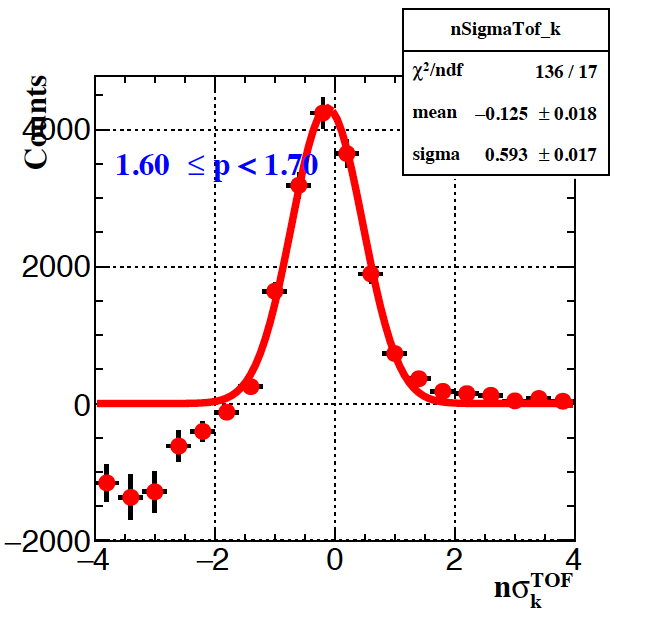 nSigmaTof_k
χ²/ndf 136 / 17
mean −0.125 ± 0.018
sigma 0.593 ± 0.017
Counts
4000
1.60 ≤ p < 1.70
2000
0
−2000
−4 −2 0 2 4
nσ_k^TOF